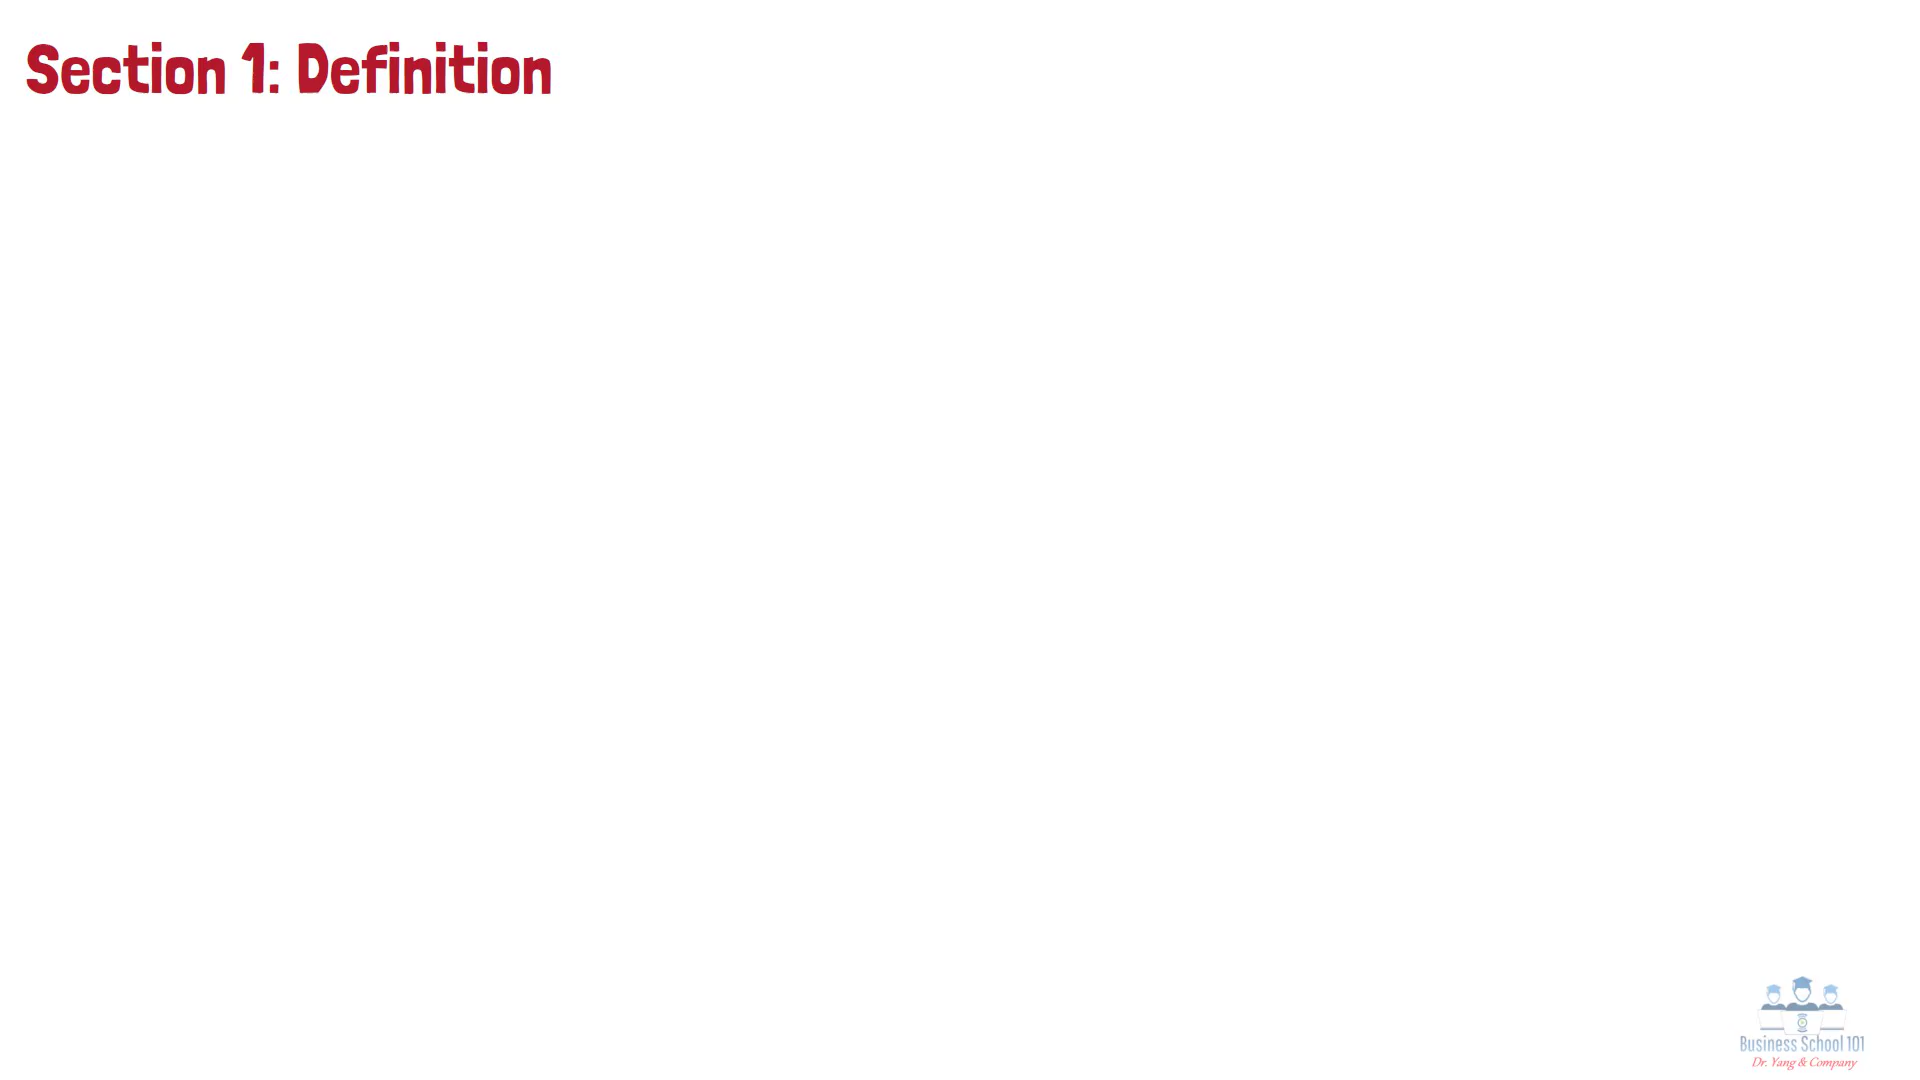 Section 1: Definition
Business School 101
Dr. Yang & Company